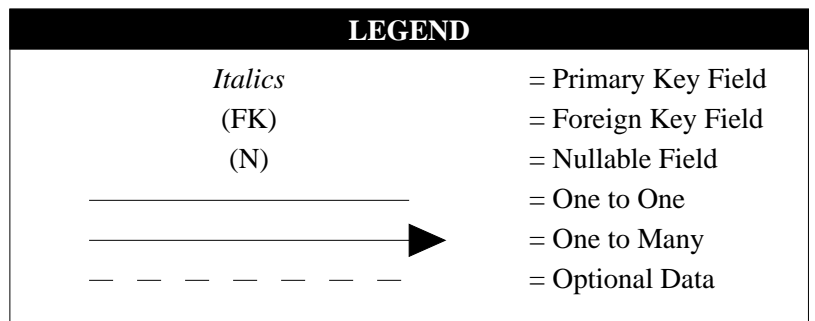 LEGEND
Italics = Primary Key Field
(FK) = Foreign Key Field
(N) = Nullable Field
= One to One
= One to Many
= Optional Data